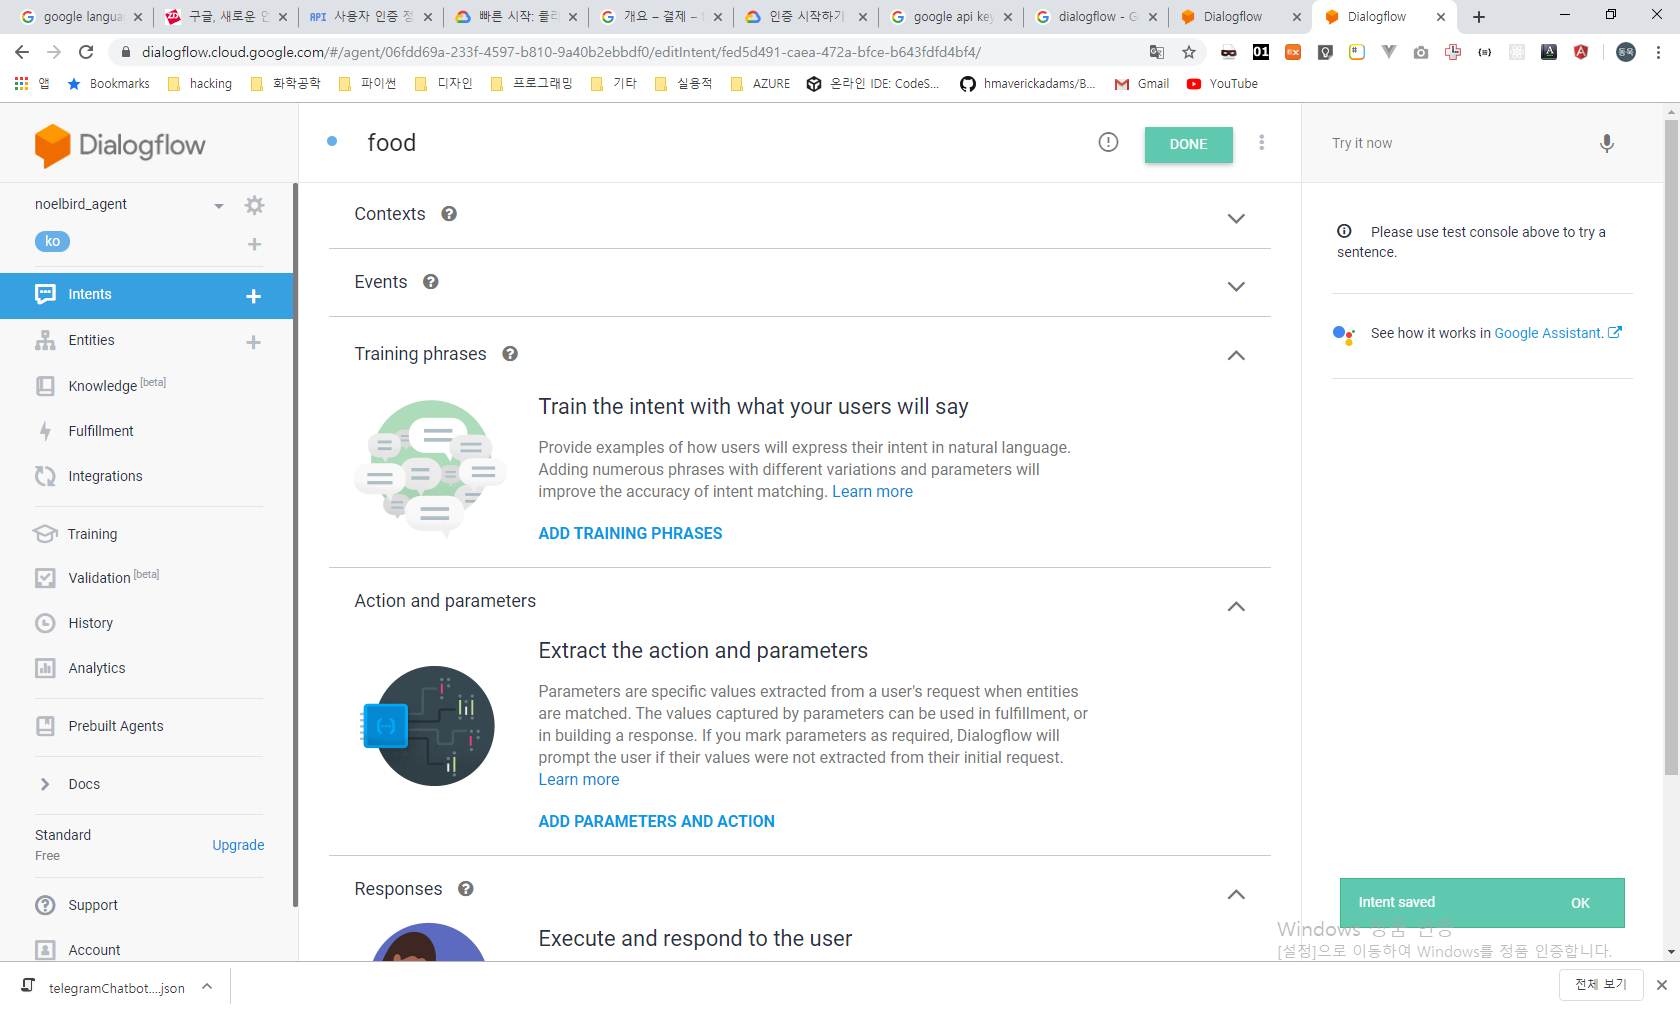 google langua
구글, 새로운 언
API 사용자 인증 정
빠른 시작: 클라
개요 – 결제 –
인증 시작하기
google api key
dialogflow - G
Dialogflow
Dialogflow
dialogflow.cloud.google.com/#/agent/06fdd69a-233f-4597-b810-9a40b2ebbdf0/editIntent/fed5d491-caea-472a-bfce-b643fdfd4bf4/
앱
Bookmarks
hacking
화학공학
파이썬
디자인
프로그래밍
기타
실용적
AZURE
온라인 IDE: CodeS...
hmaverickadams/B...
Gmail
YouTube
Dialogflow
food
DONE
Try it now
noelbird_agent
ko
Intents
Entities
Knowledge [beta]
Fulfillment
Integrations
Training
Validation [beta]
History
Analytics
Prebuilt Agents
Docs
Standard
Free
Upgrade
Support
Account
Contexts
Events
Training phrases
Train the intent with what your users will say
Provide examples of how users will express their intent in natural language.
Adding numerous phrases with different variations and parameters will
improve the accuracy of intent matching. Learn more
ADD TRAINING PHRASES
Action and parameters
Extract the action and parameters
Parameters are specific values extracted from a user's request when entities
are matched. The values captured by parameters can be used in fulfillment, or
in building a response. If you mark parameters as required, Dialogflow will
prompt the user if their values were not extracted from their initial request.
Learn more
ADD PARAMETERS AND ACTION
Responses
Execute and respond to the user
Please use test console above to try a
sentence.
See how it works in Google Assistant.
Intent saved
OK
Windows 정품 인증
[설정]으로 이동하여 Windows를 정품 인증합니다.
telegramChatbot....json
전체 보기